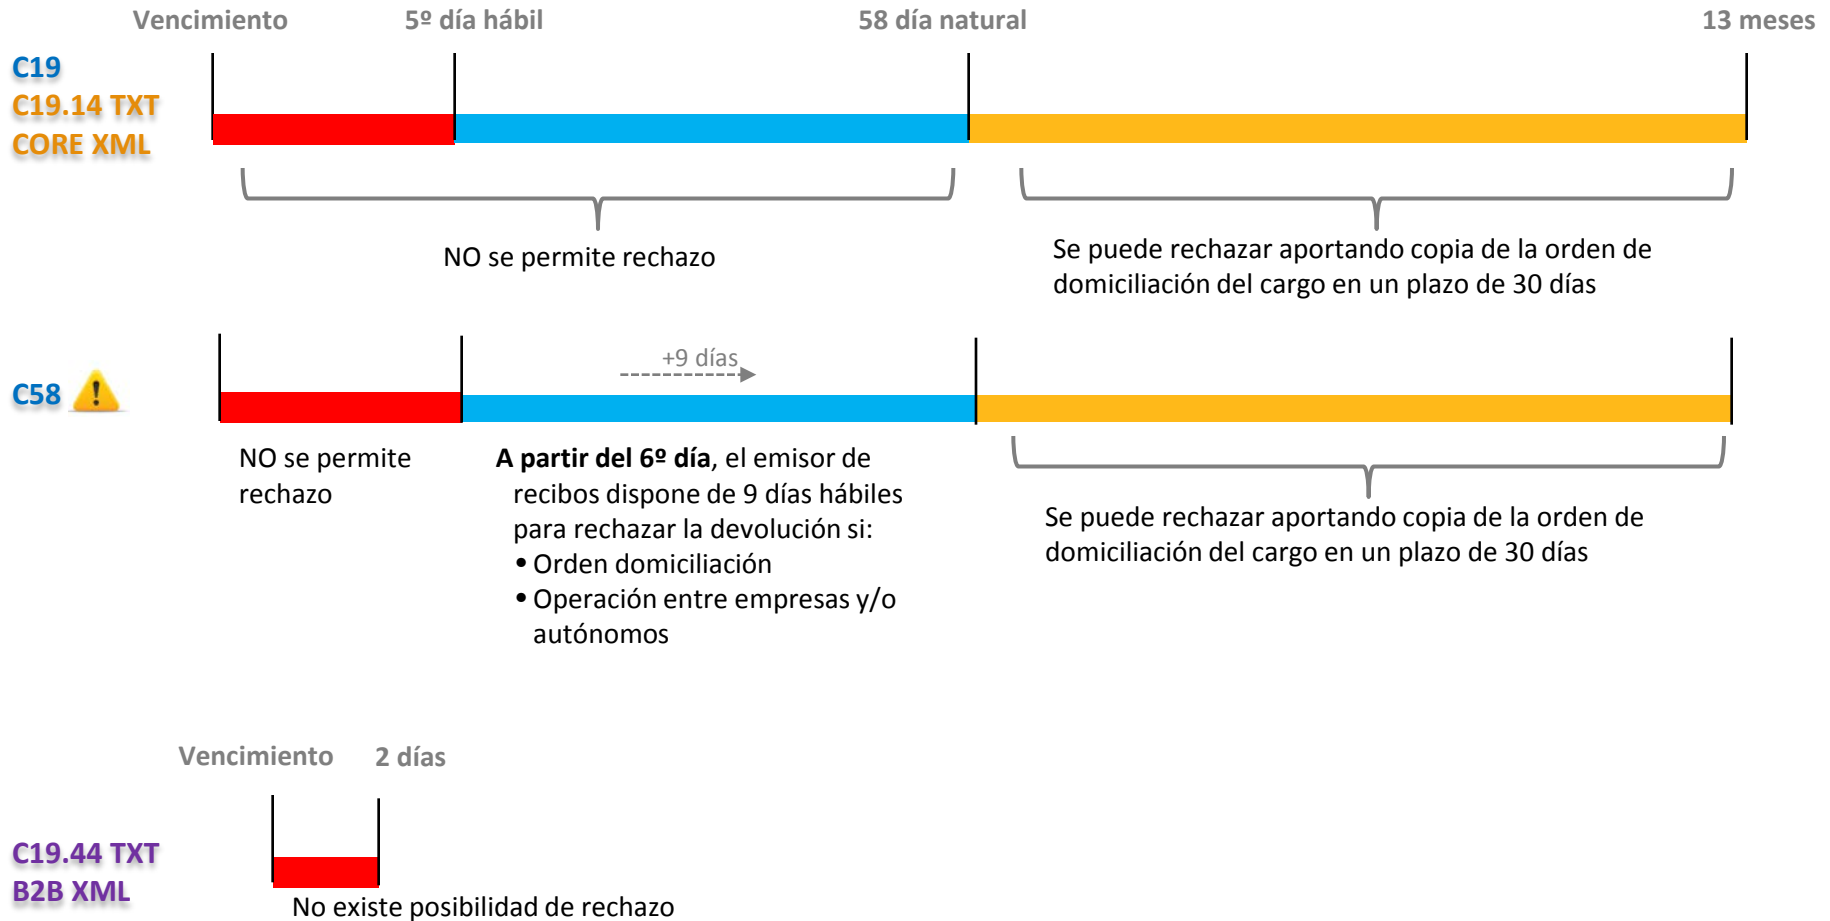 Vencimiento
5º día hábil
58 día natural
13 meses
C19
C19.14 TXT
CORE XML
NO se permite rechazo
Se puede rechazar aportando copia de la orden de
domiciliación del cargo en un plazo de 30 días
+9 días
C58
NO se permite
rechazo
A partir del 6º día, el emisor de
recibos dispone de 9 días hábiles
para rechazar la devolución si:
• Orden domiciliación
• Operación entre empresas y/o
autónomos
Se puede rechazar aportando copia de la orden de
domiciliación del cargo en un plazo de 30 días
Vencimiento
2 días
C19.44 TXT
B2B XML
No existe posibilidad de rechazo